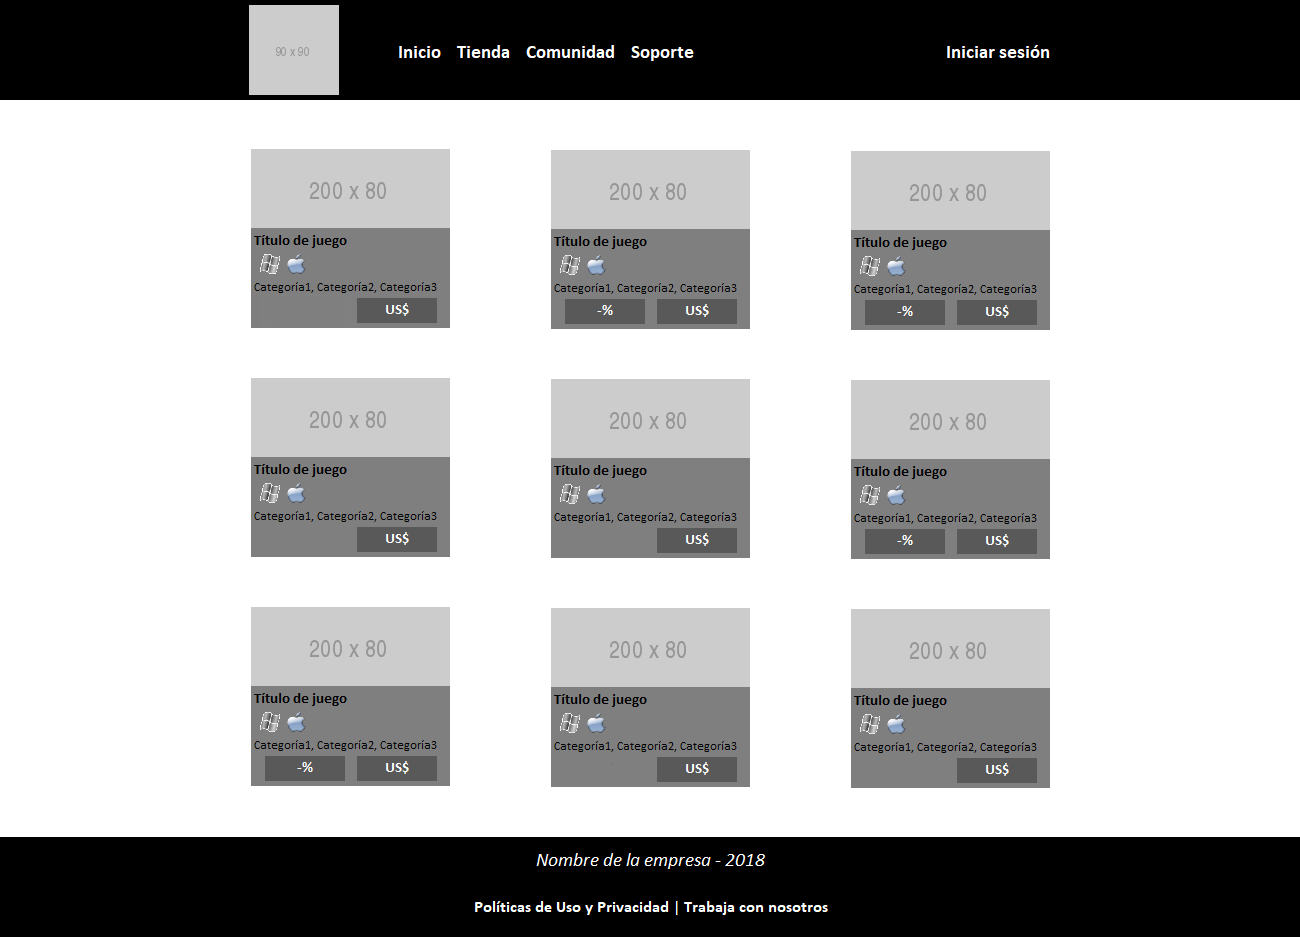 90 x 90
Inicio Tienda Comunidad Soporte Iniciar sesión
200 x 80
Título de juego
Categoría1, Categoría2, Categoría3
US$
200 x 80
Título de juego
Categoría1, Categoría2, Categoría3
-% US$
200 x 80
Título de juego
Categoría1, Categoría2, Categoría3
-% US$
200 x 80
Título de juego
Categoría1, Categoría2, Categoría3
US$
200 x 80
Título de juego
Categoría1, Categoría2, Categoría3
US$
200 x 80
Título de juego
Categoría1, Categoría2, Categoría3
-% US$
200 x 80
Título de juego
Categoría1, Categoría2, Categoría3
-% US$
200 x 80
Título de juego
Categoría1, Categoría2, Categoría3
US$
200 x 80
Título de juego
Categoría1, Categoría2, Categoría3
US$
Nombre de la empresa - 2018
Políticas de Uso y Privacidad | Trabaja con nosotros